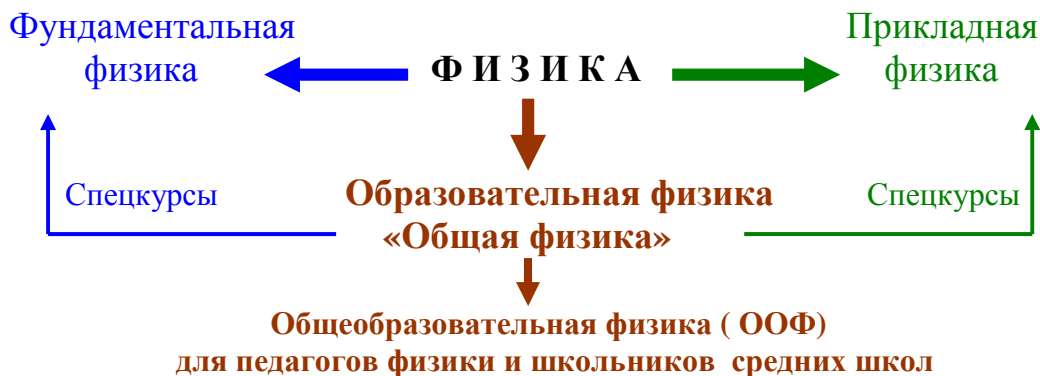 Фундаментальная
физика
Ф И З И К А
Прикладная
физика
Спецкурсы
Образовательная физика
«Общая физика»
Спецкурсы
Общеобразовательная физика ( ООФ)
для педагогов физики и школьников средних школ